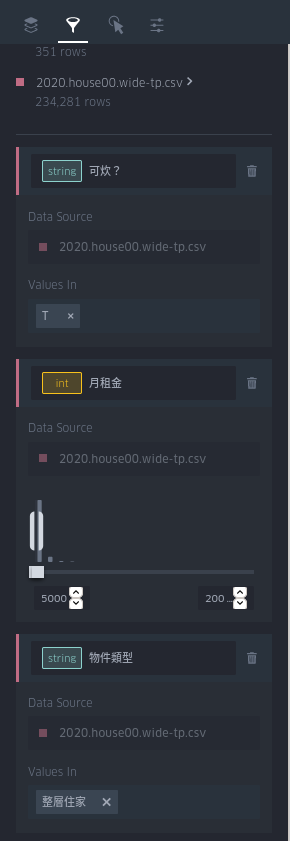 351 rows
2020.house00.wide-tp.csv
234,281 rows
string 可炊？
Data Source
2020.house00.wide-tp.csv
Values In
T ×
int 月租金
Data Source
2020.house00.wide-tp.csv
5000 200 ...
string 物件類型
Data Source
2020.house00.wide-tp.csv
Values In
整層住家 ×